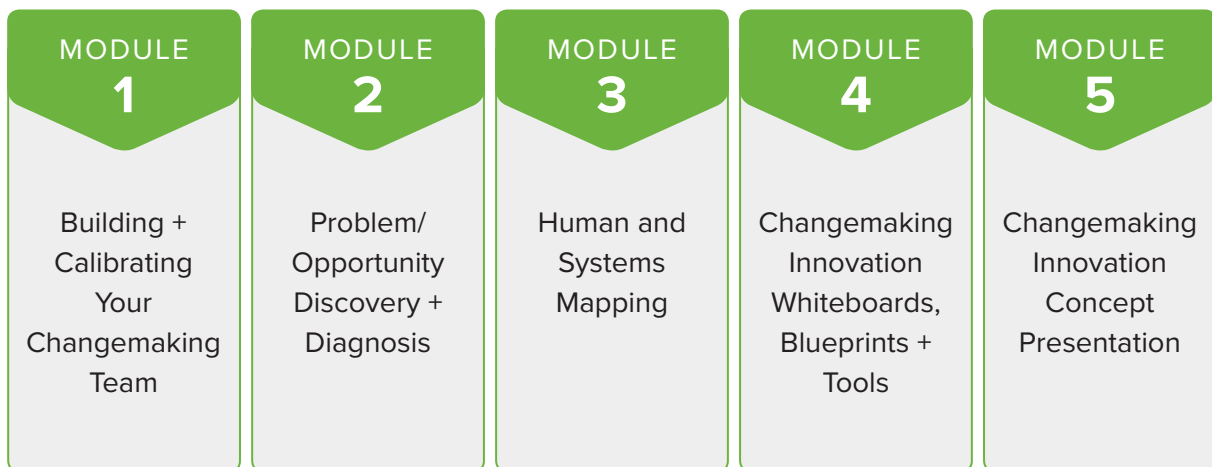 MODULE
1
Building +
Calibrating
Your
Changemaking
Team
MODULE
2
Problem/
Opportunity
Discovery +
Diagnosis
MODULE
3
Human and
Systems
Mapping
MODULE
4
Changemaking
Innovation
Whiteboards,
Blueprints +
Tools
MODULE
5
Changemaking
Innovation
Concept
Presentation